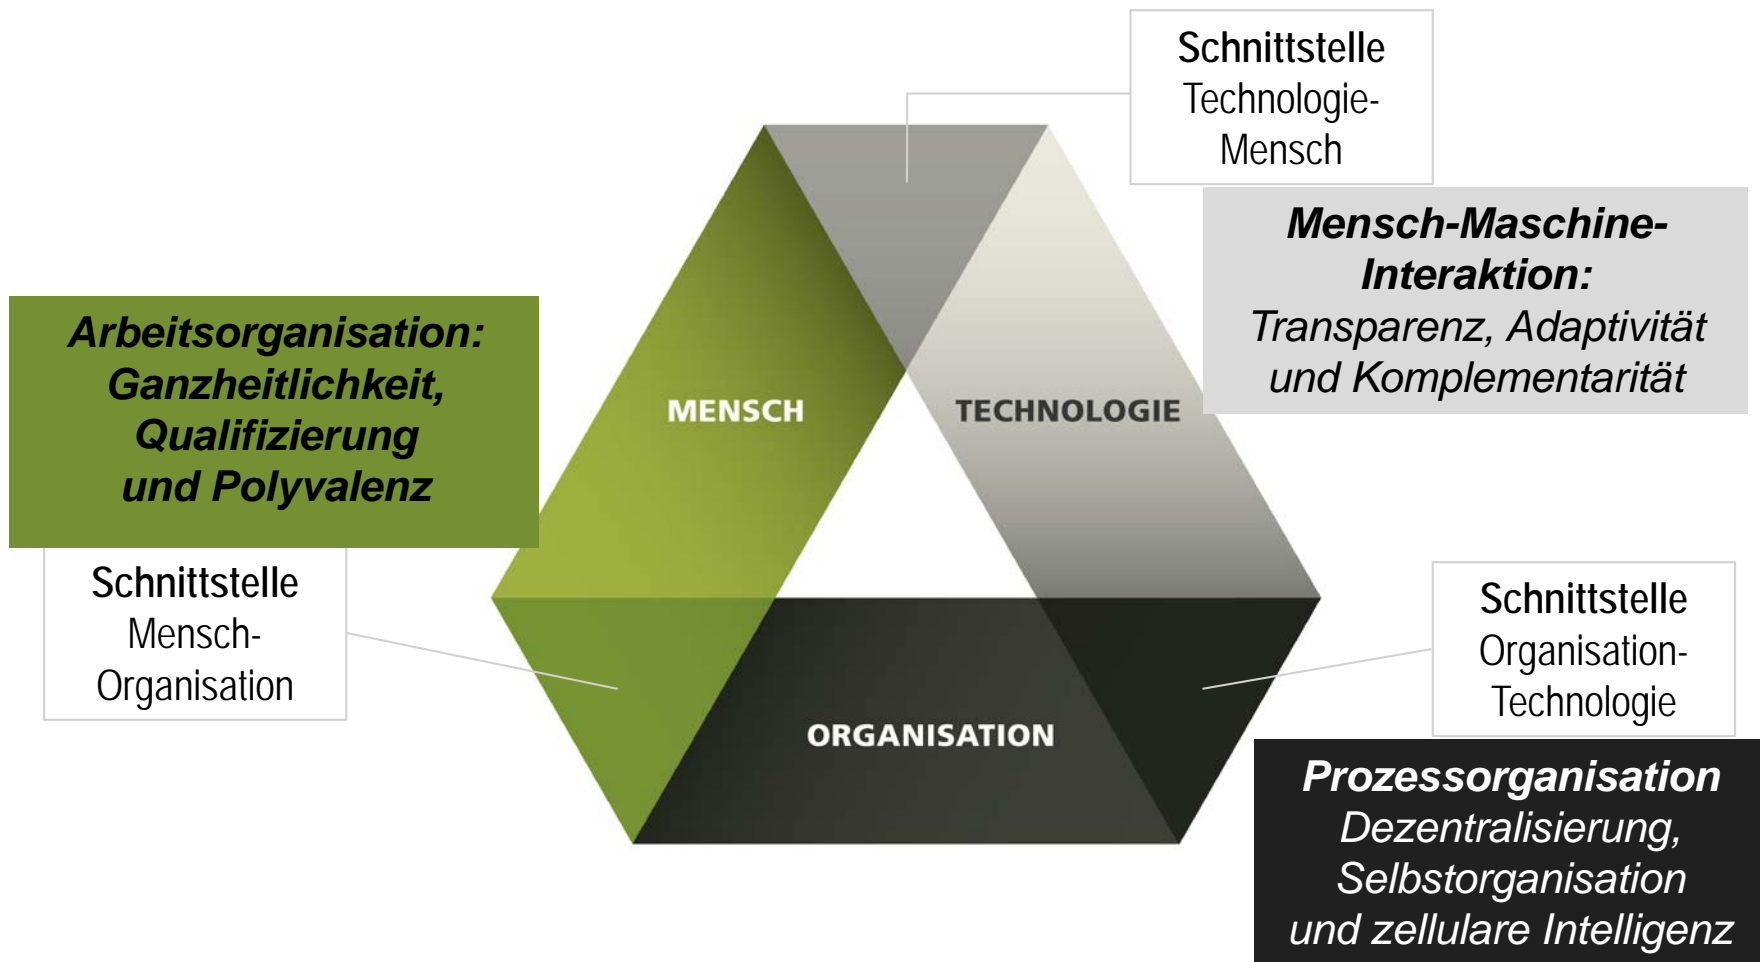 Schnittstelle
Technologie-
Mensch
Mensch-Maschine-
Interaktion:
Transparenz, Adaptivität
und Komplementarität
Arbeitsorganisation:
Ganzheitlichkeit,
Qualifizierung
und Polyvalenz
MENSCH
TECHNOLOGIE
Schnittstelle
Mensch-
Organisation
Schnittstelle
Organisation-
Technologie
ORGANISATION
Prozessorganisation
Dezentralisierung,
Selbstorganisation
und zellulare Intelligenz